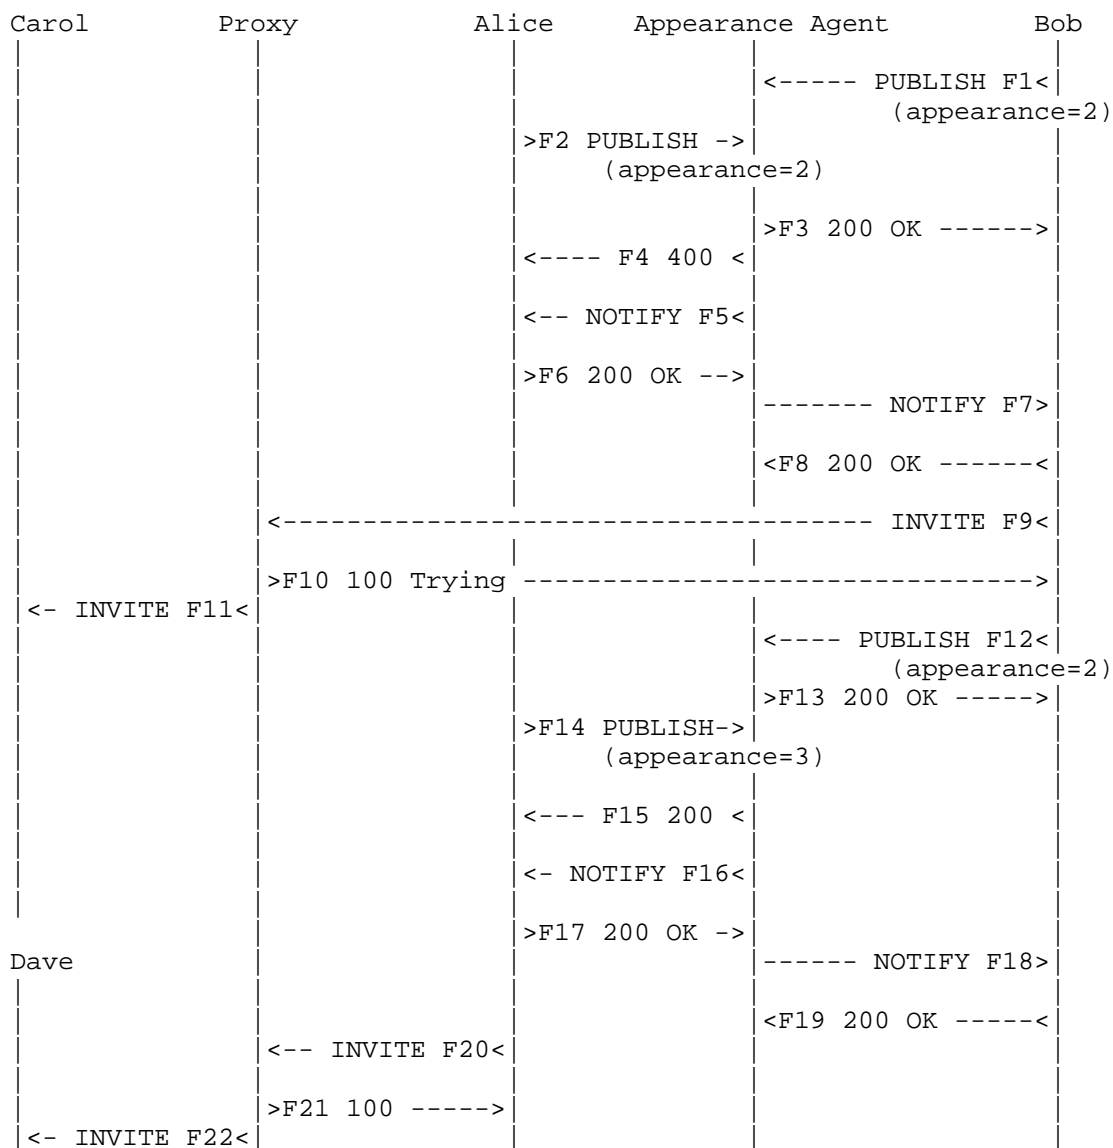 Carol Proxy Alice Appearance Agent Bob
<----- PUBLISH F1<
(appearance=2)
>F2 PUBLISH ->
(appearance=2)
>F3 200 OK ------>
<---- F4 400 <
<-- NOTIFY F5<
>F6 200 OK -->
------- NOTIFY F7>
<F8 200 OK ------<
<------------------------------------- INVITE F9<
>F10 100 Trying -------------------------------->
<- INVITE F11<
<---- PUBLISH F12<
(appearance=2)
>F13 200 OK ----->
>F14 PUBLISH->
(appearance=3)
<--- F15 200 <
<- NOTIFY F16<
>F17 200 OK ->
Dave ------ NOTIFY F18>
<F19 200 OK -----<
<-- INVITE F20<
>F21 100 ----->
<- INVITE F22<